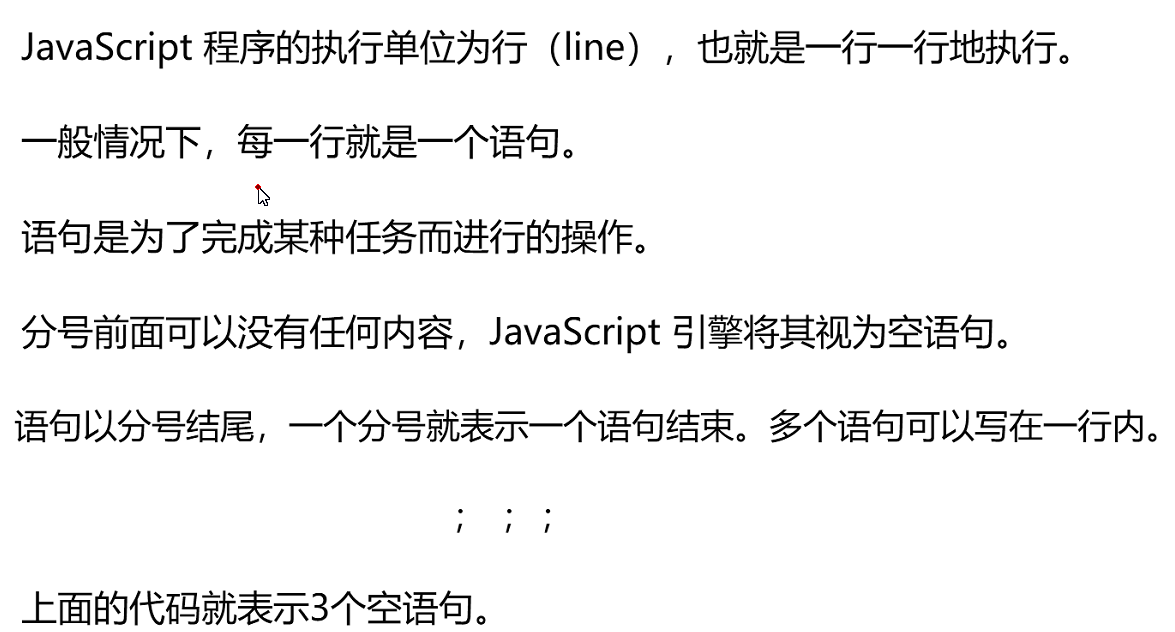 JavaScript 程序的执行单位为行（line），也就是一行一行地执行。
一般情况下，每一行就是一个语句。
语句是为了完成某种任务而进行的操作。
分号前面可以没有任何内容，JavaScript 引擎将其视为空语句。
语句以分号结尾，一个分号就表示一个语句结束。多个语句可以写在一行内。
； ； ；
上面的代码就表示3个空语句。